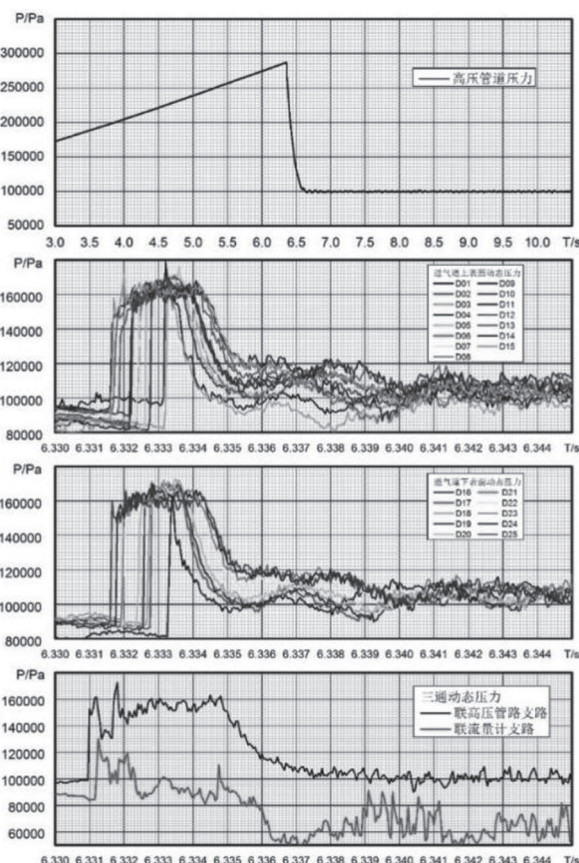 P/Pa
300000
250000
200000
150000
100000
50000
高压管道压力
3.0 3.5 4.0 4.5 5.0 5.5 6.0 6.5 7.0 7.5 8.0 8.5 9.0 9.5 10.0 T/s
P/Pa
160000
140000
120000
100000
80000
进气道上表面动态压力
D01 D09
D02 D10
D03 D11
D04 D12
D05 D13
D06 D14
D07 D15
D08
6.330 6.331 6.332 6.333 6.334 6.335 6.336 6.337 6.338 6.339 6.340 6.341 6.342 6.343 6.344 T/s
P/Pa
160000
140000
120000
100000
80000
进气道下表面动态压力
D16 D21
D17 D22
D18 D23
D19 D24
D20 D25
6.330 6.331 6.332 6.333 6.334 6.335 6.336 6.337 6.338 6.339 6.340 6.341 6.342 6.343 6.344 T/s
P/Pa
160000
140000
120000
100000
80000
60000
三通动态压力
联高压管路支路
联流量计支路
6.330 6.331 6.332 6.333 6.334 6.335 6.336 6.337 6.338 6.339 6.340 6.341 6.342 6.343 6.344 T/s